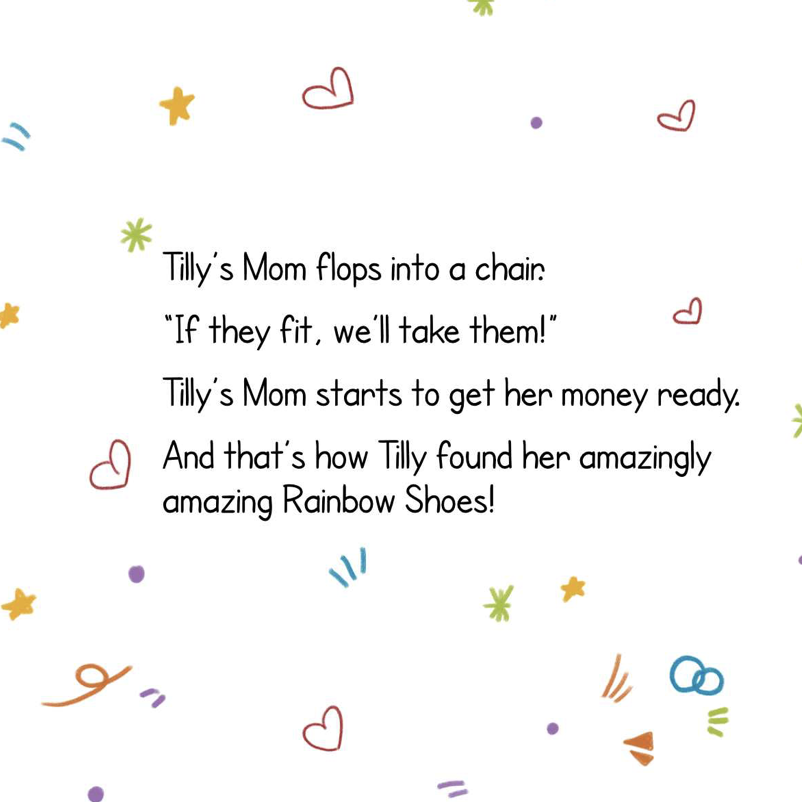 Tilly's Mom flops into a chair.
"If they fit, we'll take them!"
Tilly's Mom starts to get her money ready.
And that's how Tilly found her amazingly
amazing Rainbow Shoes!